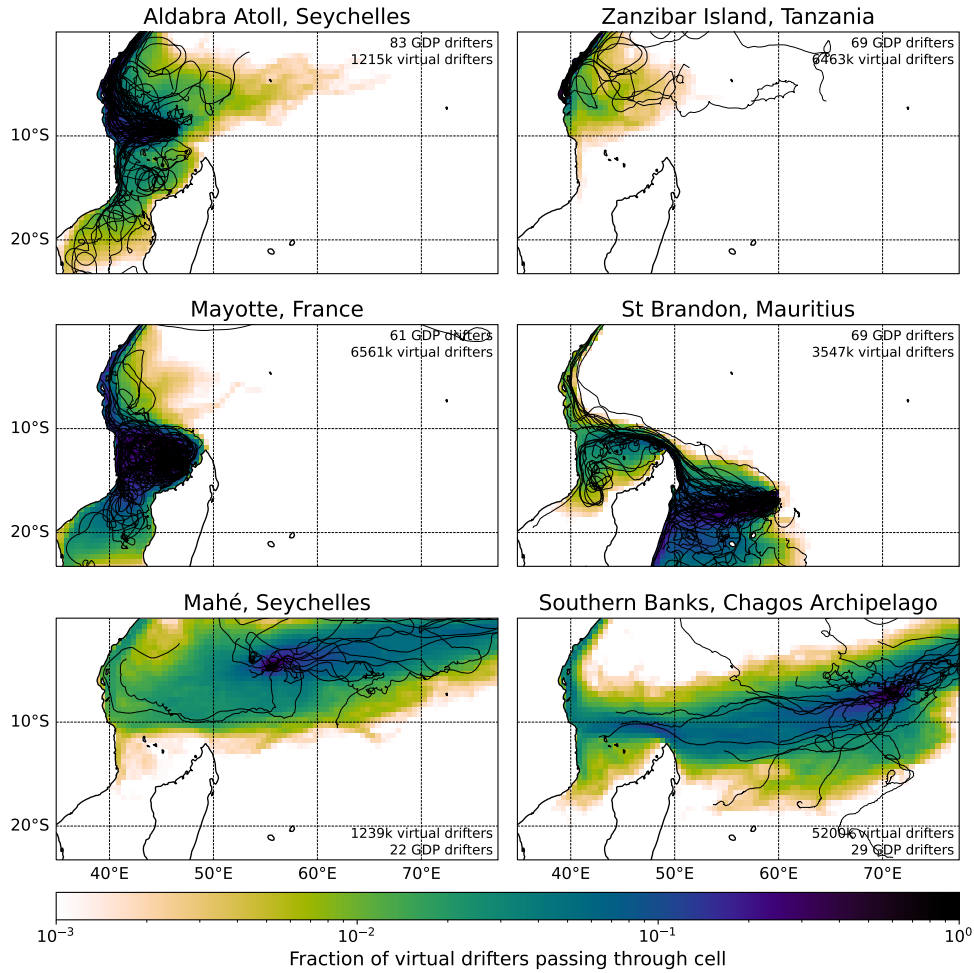 Aldabra Atoll, Seychelles
83 GDP drifters
1215k virtual drifters
10°S
20°S
Zanzibar Island, Tanzania
69 GDP drifters
6463k virtual drifters
Mayotte, France
61 GDP drifters
6561k virtual drifters
10°S
20°S
St Brandon, Mauritius
69 GDP drifters
3547k virtual drifters
Mahé, Seychelles
10°S
20°S
1239k virtual drifters
22 GDP drifters
40°E 50°E 60°E 70°E
Southern Banks, Chagos Archipelago
5200k virtual drifters
29 GDP drifters
40°E 50°E 60°E 70°E
10⁻³ 10⁻² 10⁻¹ 10⁰
Fraction of virtual drifters passing through cell